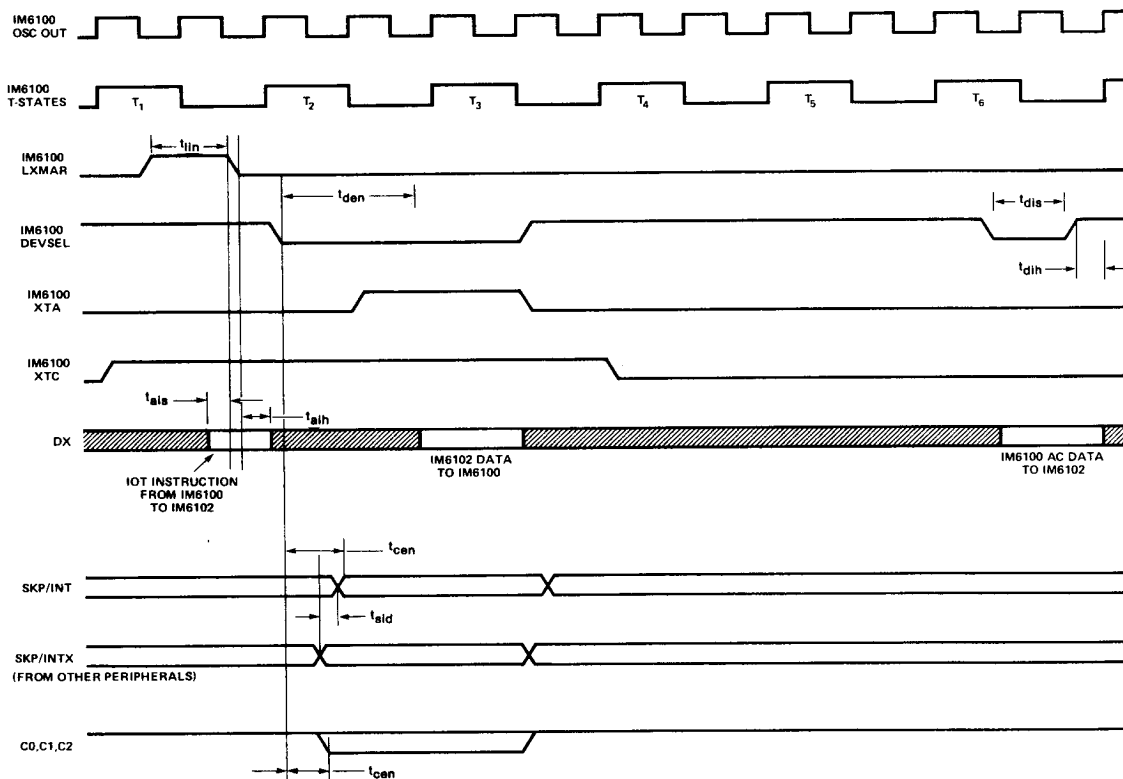 IM6100
OSC OUT
IM6100
T-STATES
T1 T2 T3 T4 T5 T6
IM6100
LXMAR
tlin
tden
IM6100
DEVSEL
tdis
tdih
IM6100
XTA
IM6100
XTC
tais
taih
DX
IOT INSTRUCTION
FROM IM6100
TO IM6102
IM6102 DATA
TO IM6100
IM6100 AC DATA
TO IM6102
tcen
SKP/INT
tsid
SKP/INTX
(FROM OTHER PERIPHERALS)
C0,C1,C2
tcen